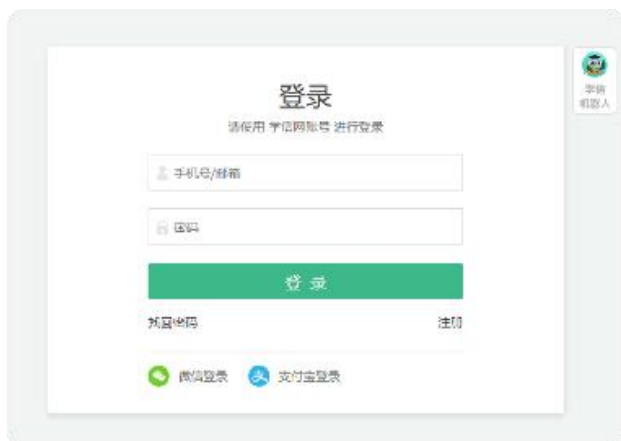 登录
请使用 学信网账号 进行登录
手机号/邮箱
密码
登 录
找回密码
注册
微信登录
支付宝登录
学信
机器人